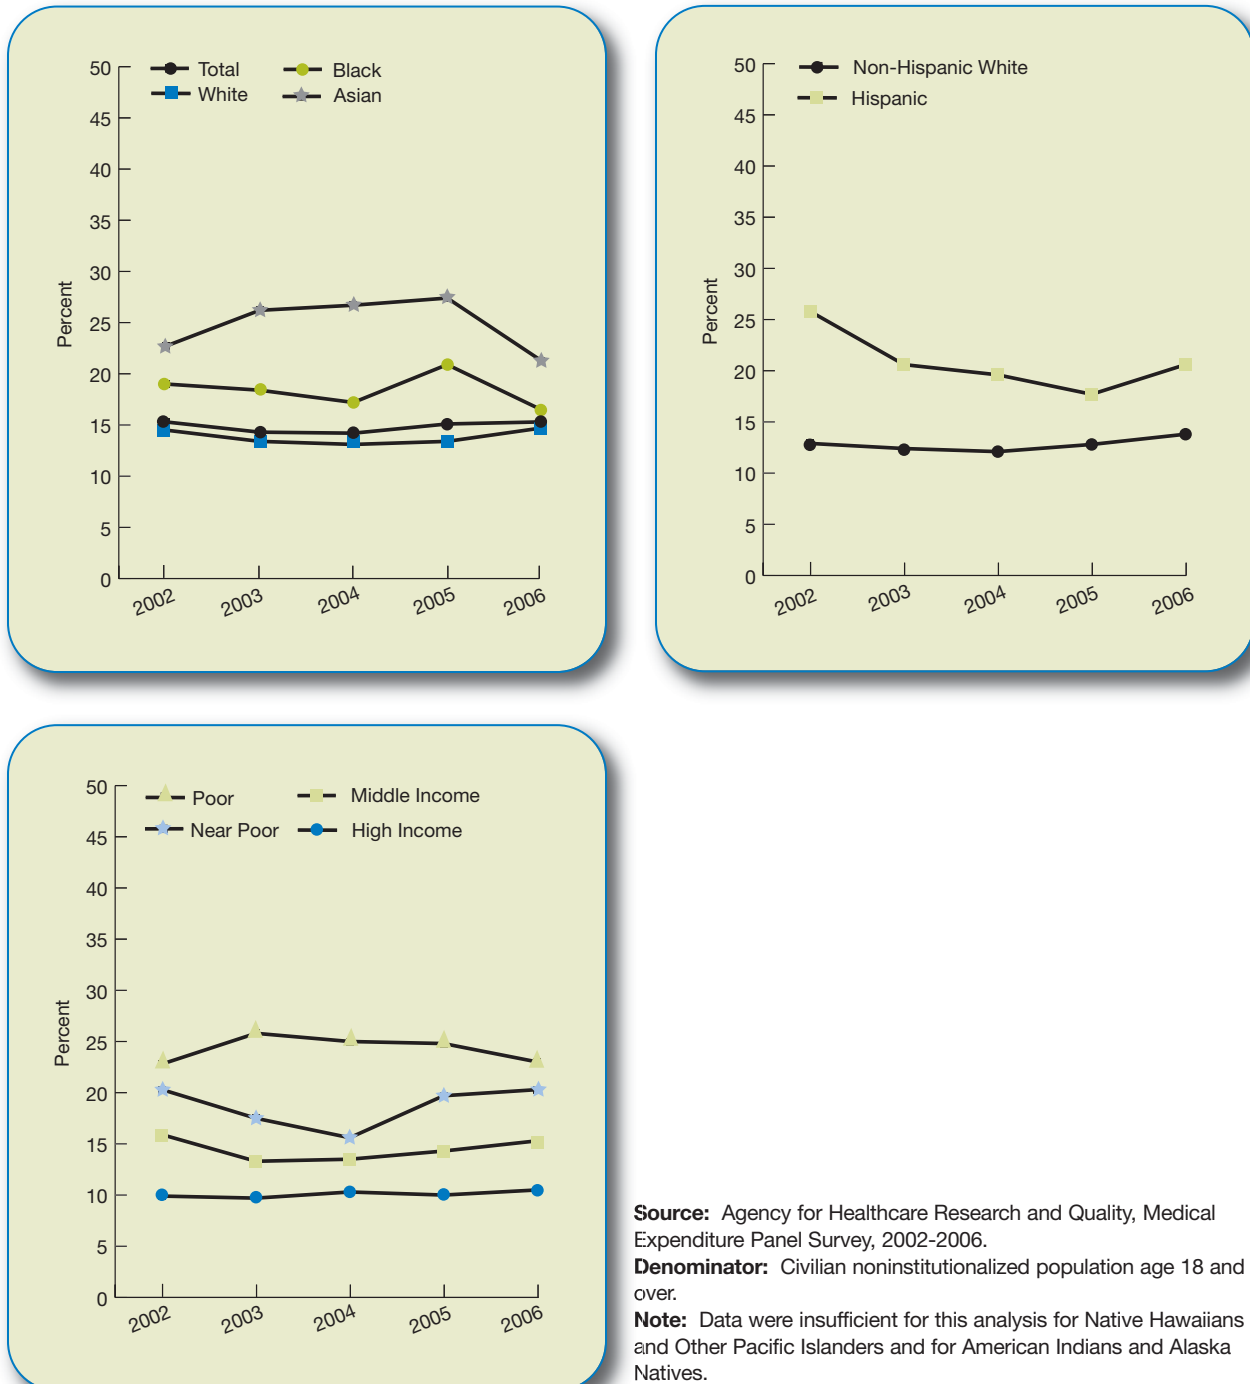 Total
Black
White
Asian
Percent
50
45
40
35
30
25
20
15
10
5
0
2002 2003 2004 2005 2006
Non-Hispanic White
Hispanic
Percent
50
45
40
35
30
25
20
15
10
5
0
2002 2003 2004 2005 2006
Poor
Middle Income
Near Poor
High Income
Percent
50
45
40
35
30
25
20
15
10
5
0
2002 2003 2004 2005 2006
Source: Agency for Healthcare Research and Quality, Medical
Expenditure Panel Survey, 2002-2006.
Denominator: Civilian noninstitutionalized population age 18 and
over.
Note: Data were insufficient for this analysis for Native Hawaiians
and Other Pacific Islanders and for American Indians and Alaska
Natives.